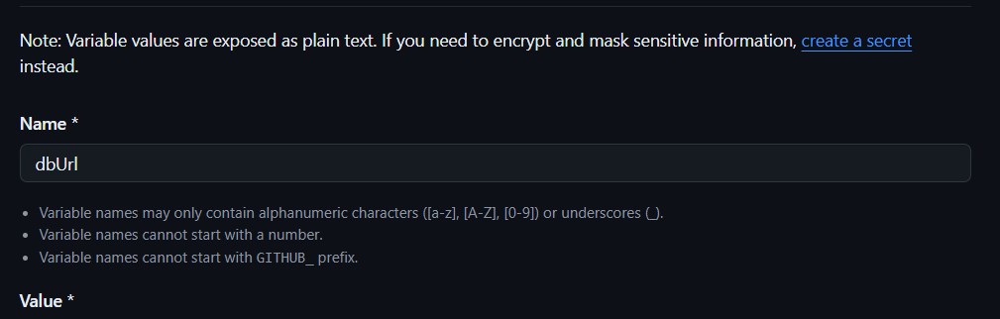 Note: Variable values are exposed as plain text. If you need to encrypt and mask sensitive information, create a secret
instead.
Name *
dbUrl
• Variable names may only contain alphanumeric characters ([a-z], [A-Z], [0-9]) or underscores (_).
• Variable names cannot start with a number.
• Variable names cannot start with GITHUB_ prefix.
Value *